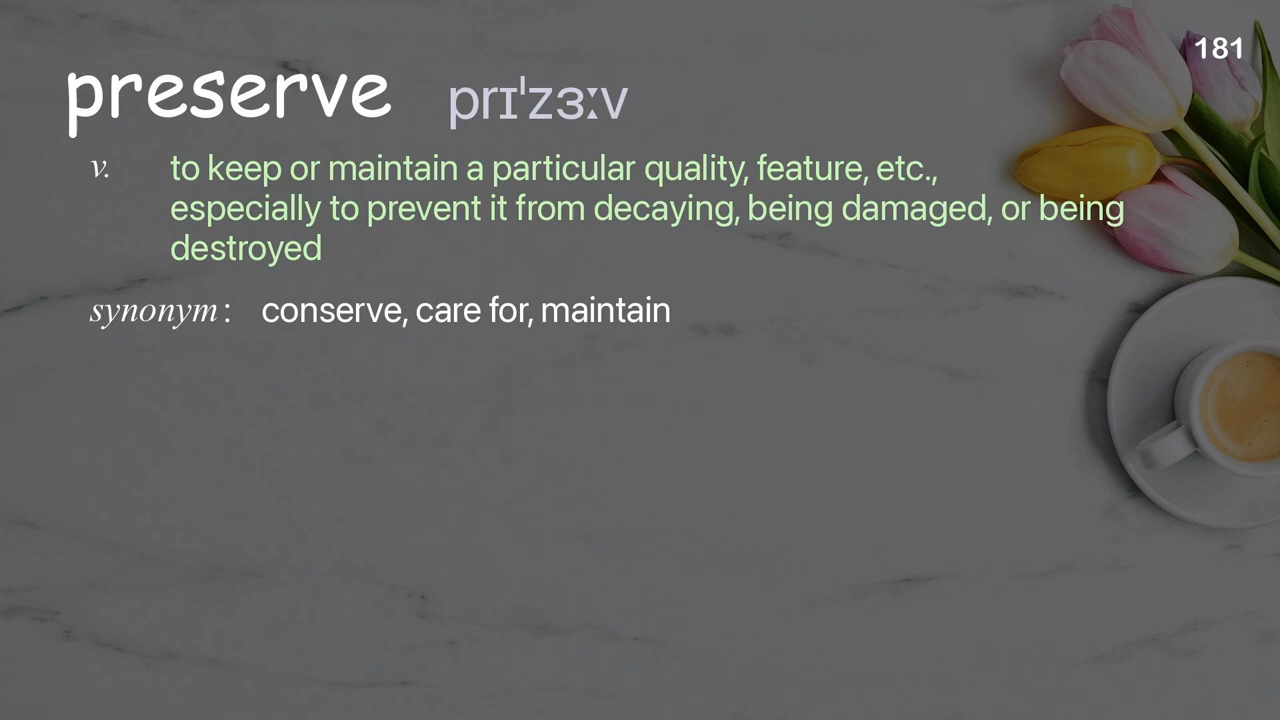 181
preserve prɪˈzɜːv
v. to keep or maintain a particular quality, feature, etc.,
especially to prevent it from decaying, being damaged, or being
destroyed
synonym: conserve, care for, maintain